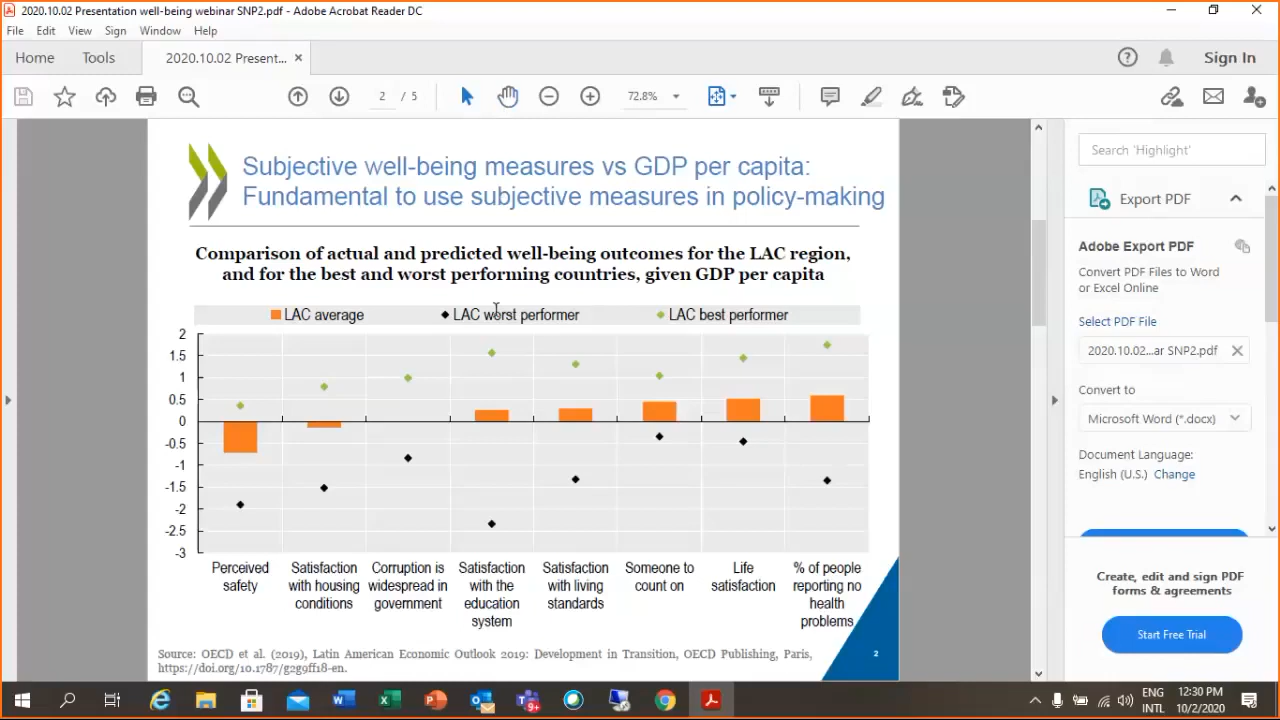 2020.10.02 Presentation well-being webinar SNP2.pdf - Adobe Acrobat Reader DC
File Edit View Sign Window Help
Home Tools 2020.10.02 Present... ×
Sign In
2 / 5 72.8%
Subjective well-being measures vs GDP per capita:
Fundamental to use subjective measures in policy-making
Comparison of actual and predicted well-being outcomes for the LAC region,
and for the best and worst performing countries, given GDP per capita
LAC average LAC worst performer LAC best performer
2
1.5
1
0.5
0
-0.5
-1
-1.5
-2
-2.5
-3
Perceived
safety
Satisfaction
with housing
conditions
Corruption is
widespread in
government
Satisfaction
with the
education
system
Satisfaction
with living
standards
Someone to
count on
Life
satisfaction
% of people
reporting no
health
problems
Source: OECD et al. (2019), Latin American Economic Outlook 2019: Development in Transition, OECD Publishing, Paris,
https://doi.org/10.1787/g2g9ff18-en.
2
Search 'Highlight'
Export PDF
Adobe Export PDF
Convert PDF Files to Word
or Excel Online
Select PDF File
2020.10.02...ar SNP2.pdf
Convert to
Microsoft Word (*.docx)
Document Language:
English (U.S.) Change
Create, edit and sign PDF
forms & agreements
Start Free Trial
9+
ENG
INTL
12:30 PM
10/2/2020